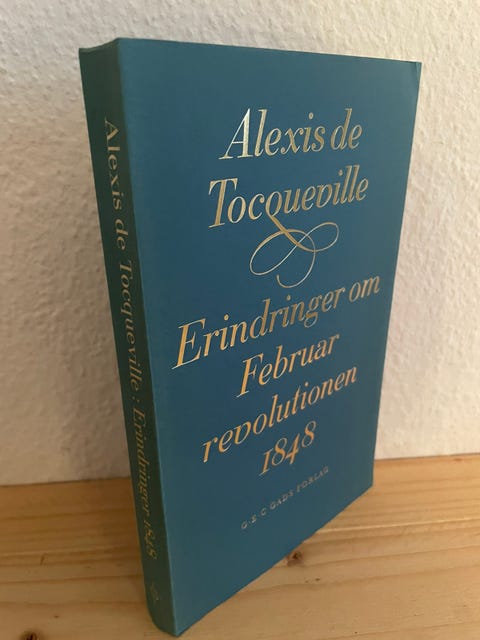 Alexis de
Tocqueville
Erindringer om
Februar
revolutionen
1848
G·E·C GADS FORLAG
Alexis de Tocqueville: Erindringer 1848